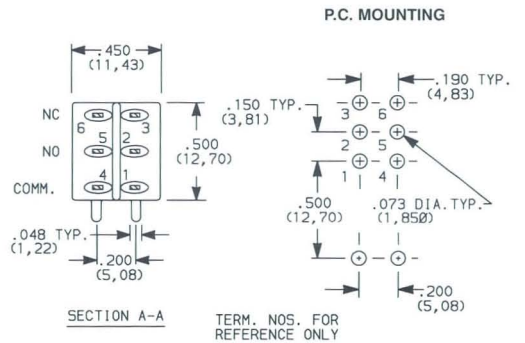 P.C. MOUNTING
.450
(11,43)
NC
6
3
5
2
NO
4
1
COMM.
.500
(12,70)
.048 TYP.
(1,22)
.200
(5,08)
SECTION A-A
.190 TYP.
(4,83)
.150 TYP.
(3,81)
3
6
2
5
1
4
.500
(12,70)
.073 DIA.TYP.
(1,850)
.200
(5,08)
TERM. NOS. FOR
REFERENCE ONLY